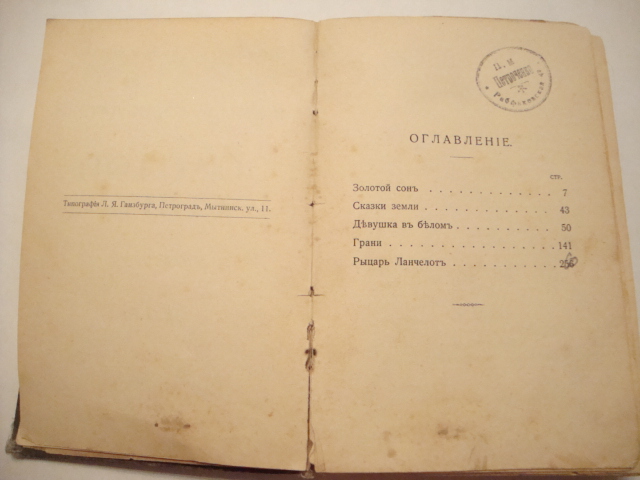 Типографія Л. Я. Ганзбурга, Петроградъ, Мытнинск. ул., 11.
П. И.
ОГЛАВЛЕНІЕ.
СТР.
Золотой сонъ . . . . . . . . . . . . 7
Сказки земли . . . . . . . . . . . . 43
Дѣвушка въ бѣломъ . . . . . . . . . 50
Грани . . . . . . . . . . . . . . . 141
Рыцарь Ланчелотъ . . . . . . . . . .